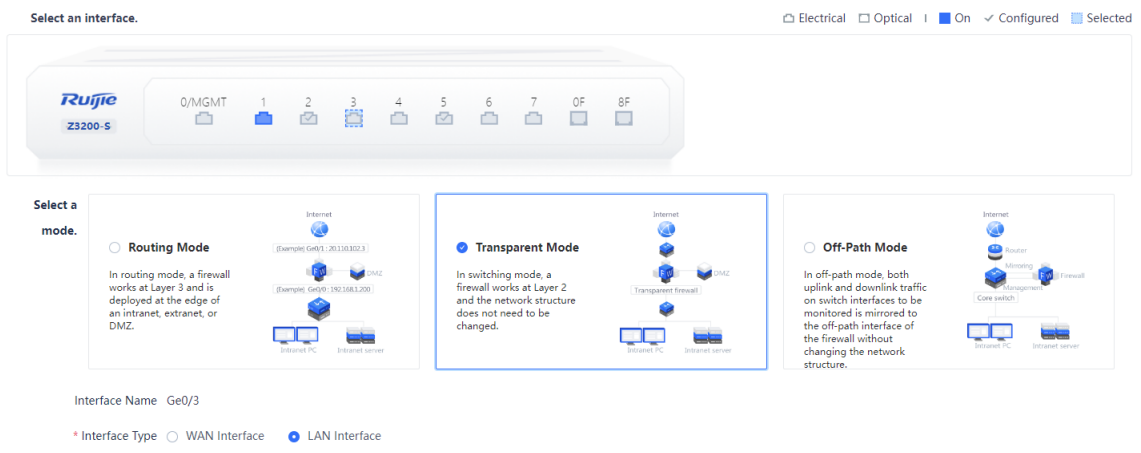 Select an interface.
Electrical Optical I On Configured Selected
Ruijie
Z3200-S
0/MGMT 1 2 3 4 5 6 7 0F 8F
Select a
mode.
Routing Mode
In routing mode, a firewall
works at Layer 3 and is
deployed at the edge of
an intranet, extranet, or
DMZ.
Internet
(Example) Ge0/1 : 20.110.102.3
FW
DMZ
(Example) Ge0/0 : 192.168.1.200
Intranet PC Intranet server
Transparent Mode
In switching mode, a
firewall works at Layer 2
and the network structure
does not need to be
changed.
Internet
FW
DMZ
Transparent firewall
Intranet PC Intranet server
Off-Path Mode
In off-path mode, both
uplink and downlink traffic
on switch interfaces to be
monitored is mirrored to
the off-path interface of
the firewall without
changing the network
structure.
Internet
Router
Mirroring
FW
Firewall
Management
Core switch
Intranet PC Intranet server
Interface Name Ge0/3
* Interface Type WAN Interface LAN Interface